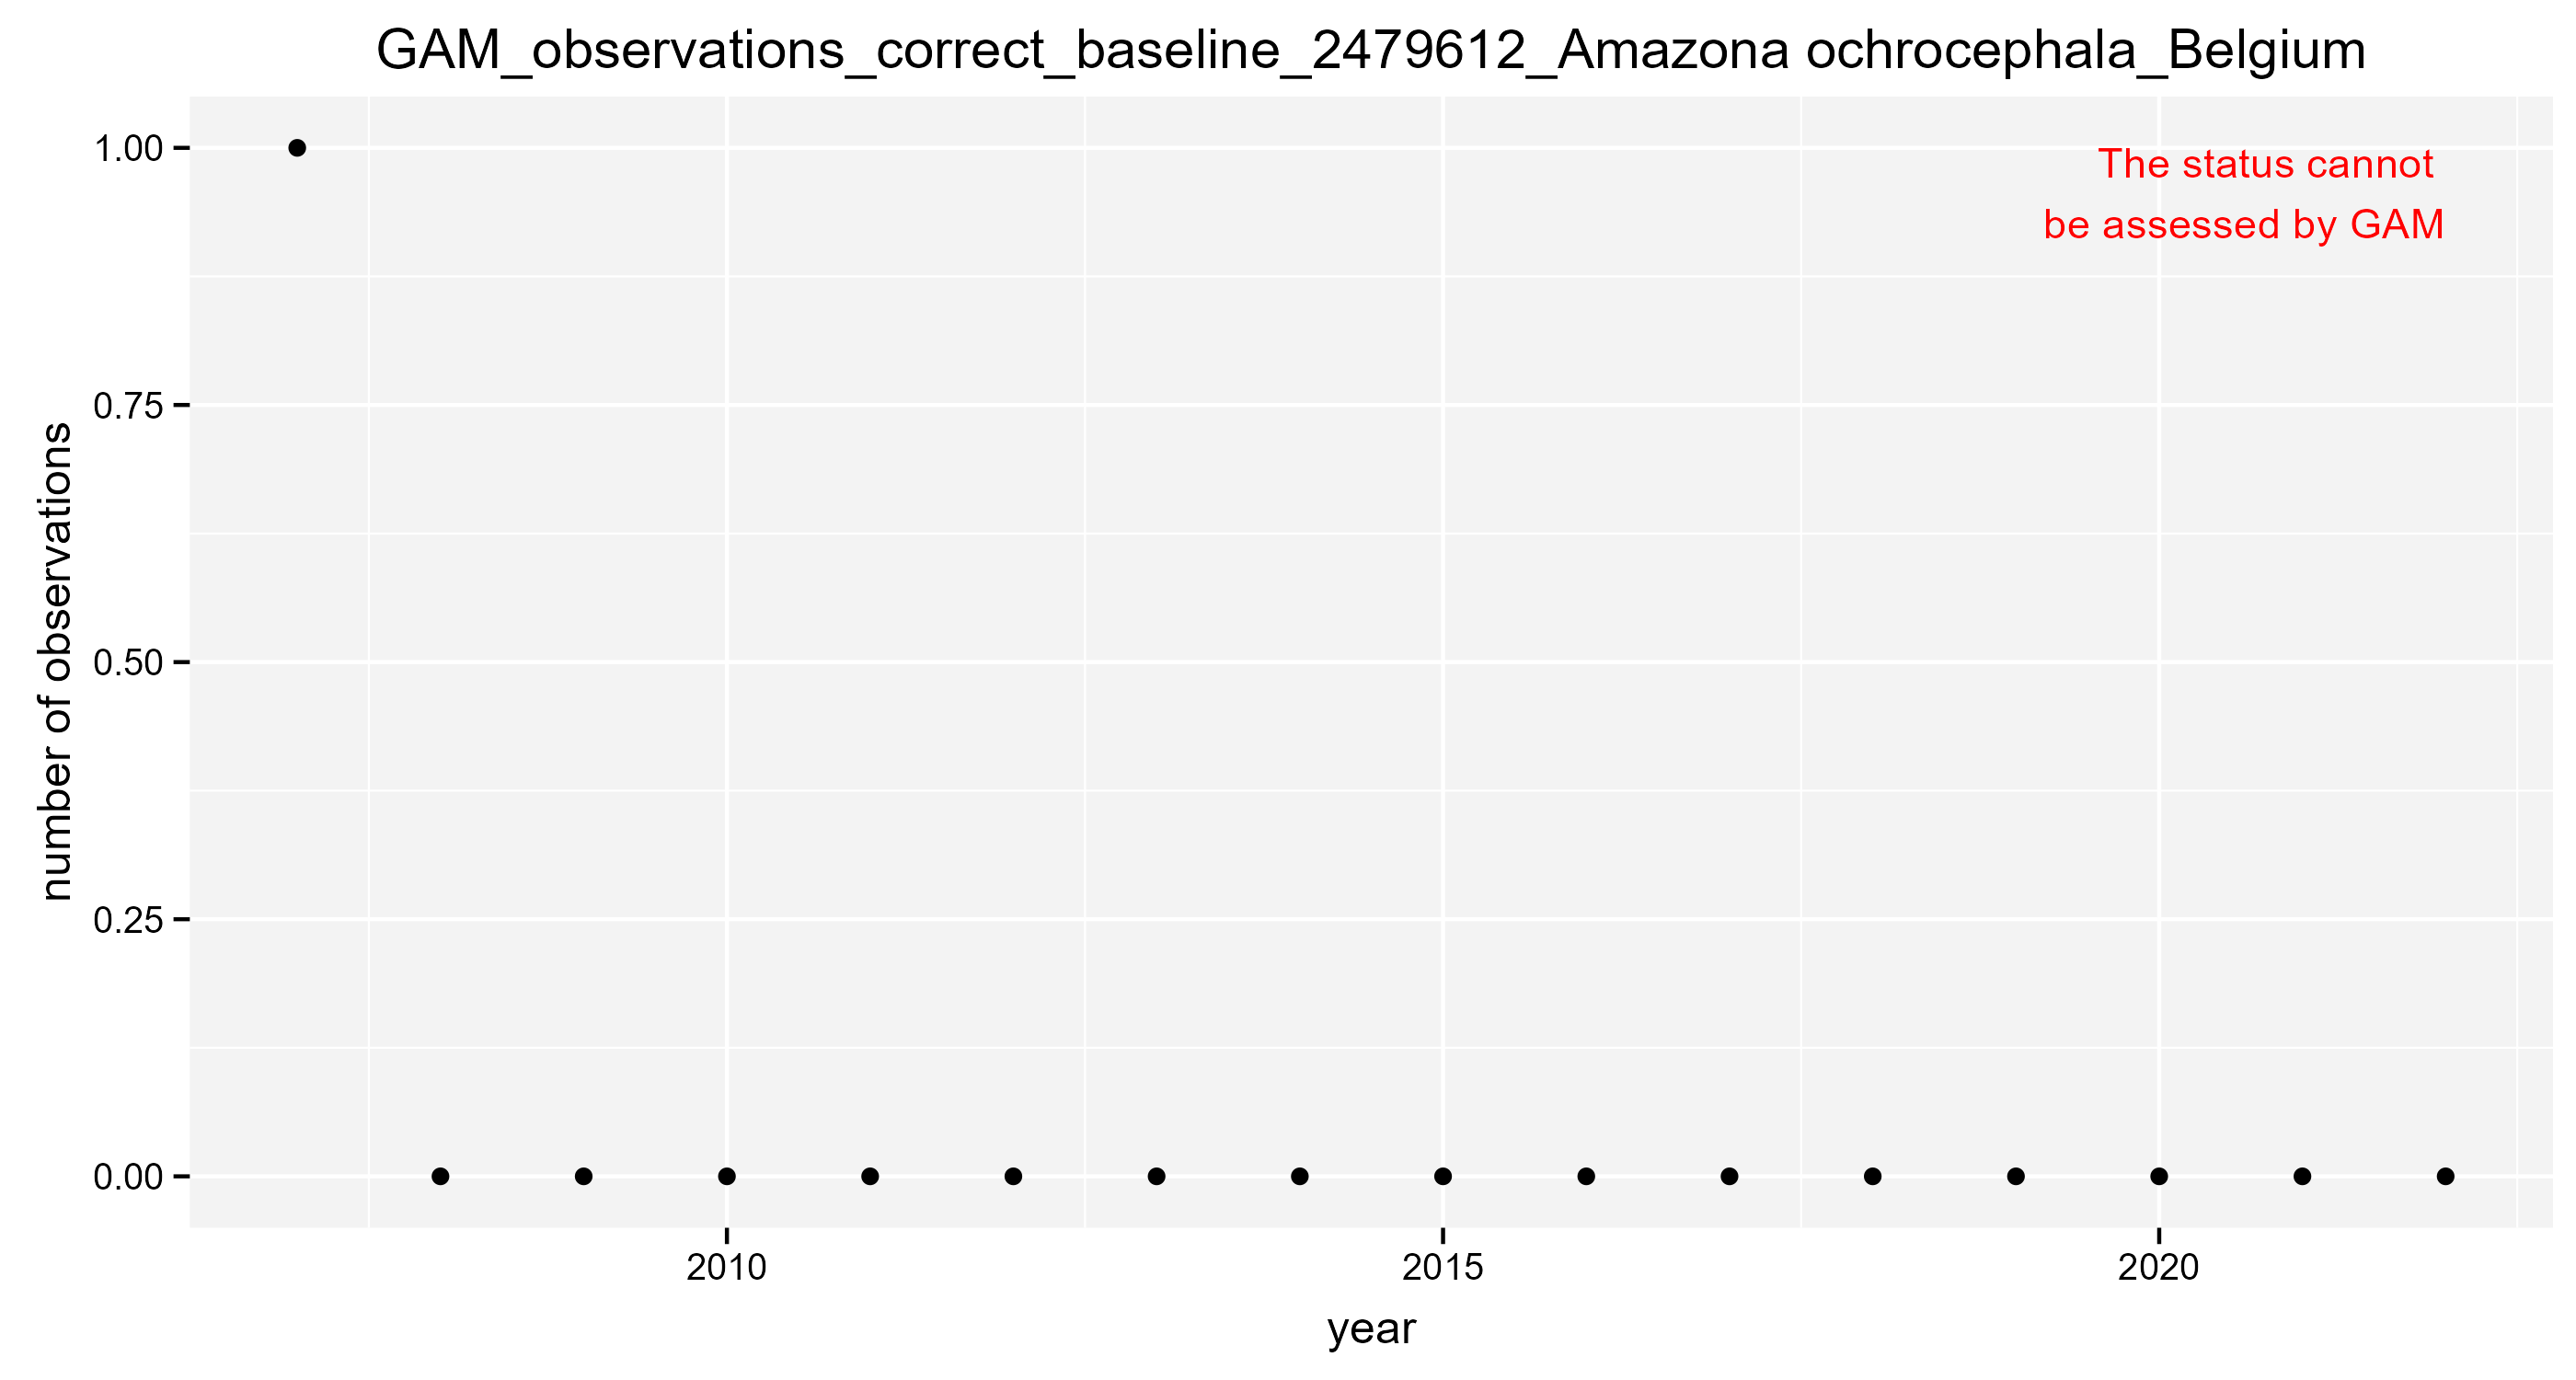 GAM_observations_correct_baseline_2479612_Amazona ochrocephala_Belgium
The status cannot
be assessed by GAM
number of observations
1.00
0.75
0.50
0.25
0.00
2010
2015
2020
year